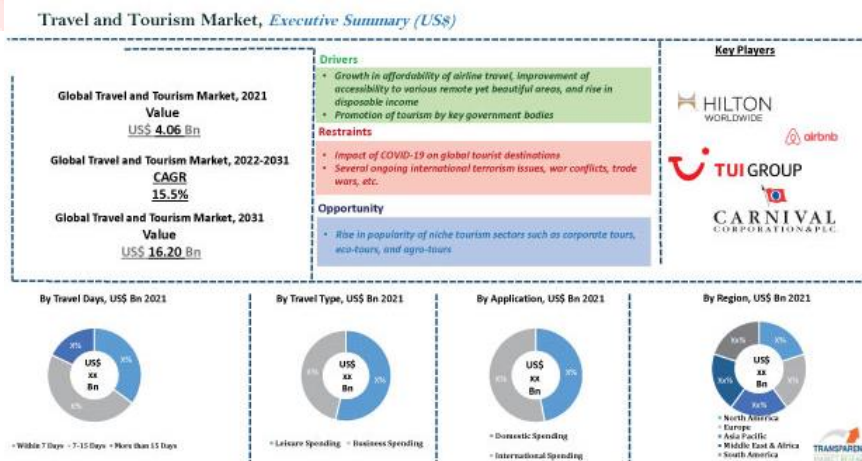 Travel and Tourism Market, Executive Summary (US$)
Global Travel and Tourism Market, 2021
Value
US$ 4.06 Bn
Global Travel and Tourism Market, 2022-2031
CAGR
15.5%
Global Travel and Tourism Market, 2031
Value
US$ 16.20 Bn
Drivers
• Growth in affordability of airline travel, improvement of
accessibility to various remote yet beautiful areas, and rise in
disposable income
• Promotion of tourism by key government bodies
Restraints
• Impact of COVID-19 on global tourist destinations
• Several ongoing international terrorism issues, war conflicts, trade
wars, etc.
Opportunity
• Rise in popularity of niche tourism sectors such as corporate tours,
eco-tours, and agro-tours
Key Players
HILTON
WORLDWIDE
airbnb
TUI GROUP
CARNIVAL
CORPORATION & PLC
By Travel Days, US$ Bn 2021
X%
X%
X%
US$
xx
Bn
• Within 7 Days • 7-15 Days • More than 15 Days
By Travel Type, US$ Bn 2021
X%
X%
US$
xx
Bn
• Leisure Spending • Business Spending
By Application, US$ Bn 2021
X%
X%
US$
xx
Bn
• Domestic Spending
• International Spending
By Region, US$ Bn 2021
Xx%
X%
Xx%
Xx%
Xx%
US$
xx
Bn
• North America
• Europe
• Asia Pacific
• Middle East & Africa
• South America
TRANSPAREN